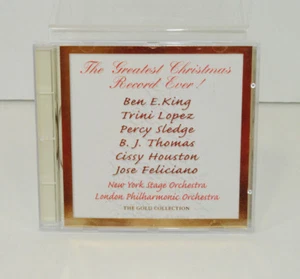 The Greatest Christmas
Record Ever!
Ben E.King
Trini Lopez
Percy Sledge
B. J. Thomas
Cissy Houston
Jose Feliciano
New York Stage Orchestra
London Philharmonic Orchestra
THE GOLD COLLECTION